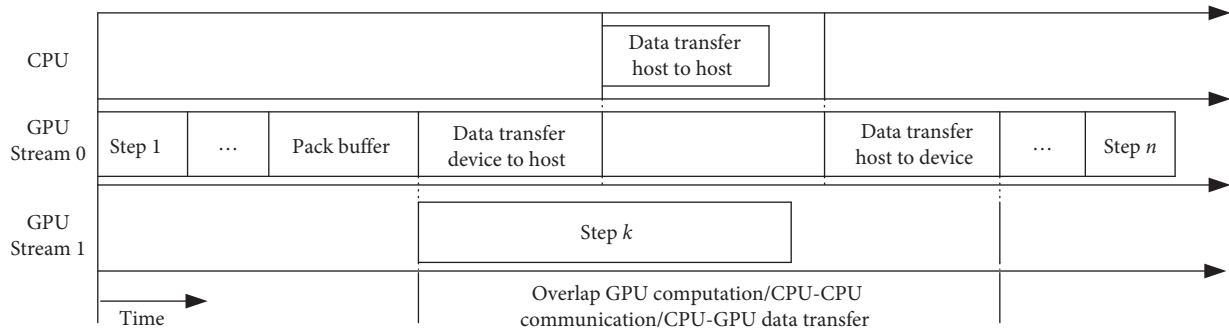 CPU
Data transfer
host to host
GPU
Stream 0
Step 1
...
Pack buffer
Data transfer
device to host
Data transfer
host to device
...
Step n
GPU
Stream 1
Step k
Time
Overlap GPU computation/CPU-CPU
communication/CPU-GPU data transfer